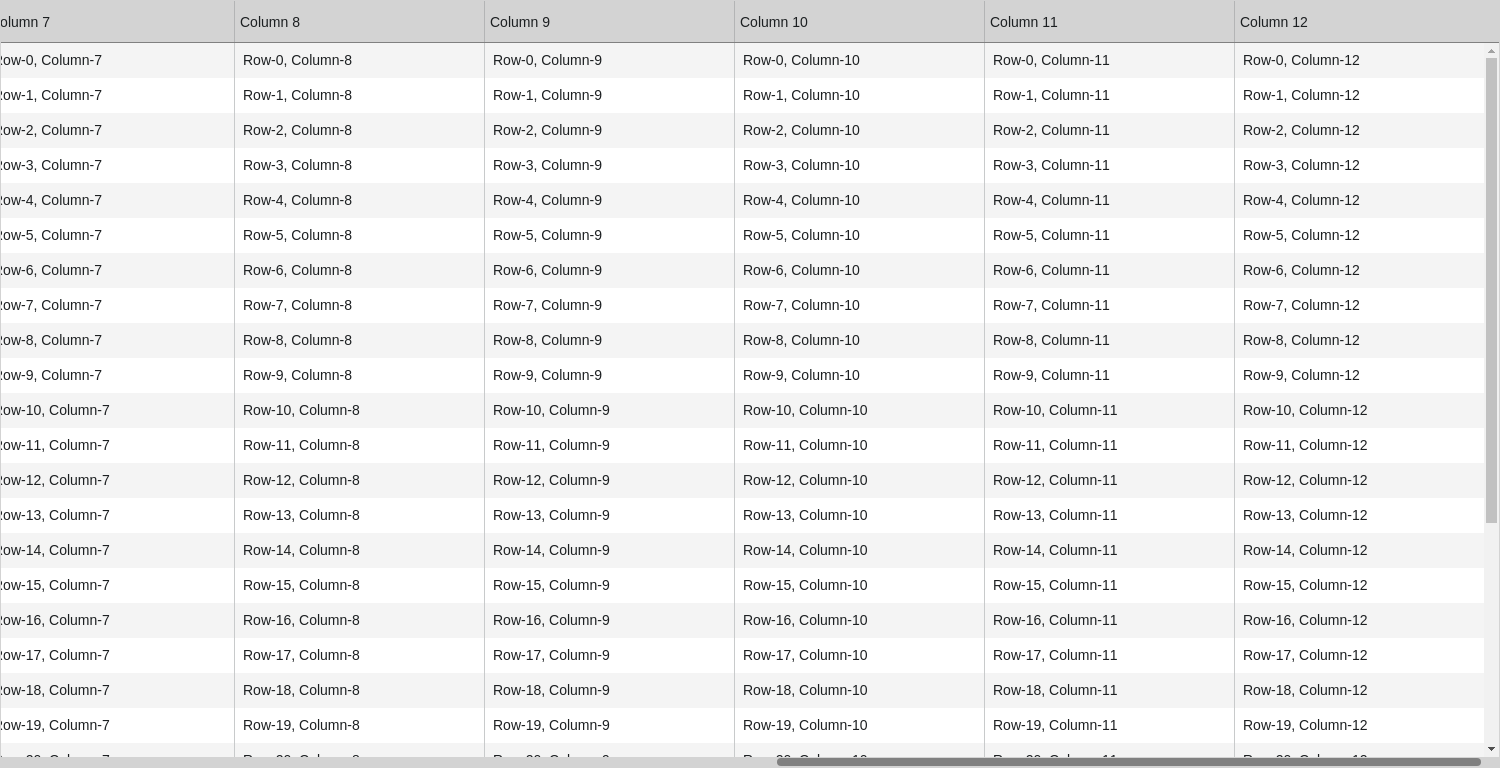 olumn 7 Column 8 Column 9 Column 10 Column 11 Column 12
ow-0, Column-7 Row-0, Column-8 Row-0, Column-9 Row-0, Column-10 Row-0, Column-11 Row-0, Column-12
ow-1, Column-7 Row-1, Column-8 Row-1, Column-9 Row-1, Column-10 Row-1, Column-11 Row-1, Column-12
ow-2, Column-7 Row-2, Column-8 Row-2, Column-9 Row-2, Column-10 Row-2, Column-11 Row-2, Column-12
ow-3, Column-7 Row-3, Column-8 Row-3, Column-9 Row-3, Column-10 Row-3, Column-11 Row-3, Column-12
ow-4, Column-7 Row-4, Column-8 Row-4, Column-9 Row-4, Column-10 Row-4, Column-11 Row-4, Column-12
ow-5, Column-7 Row-5, Column-8 Row-5, Column-9 Row-5, Column-10 Row-5, Column-11 Row-5, Column-12
ow-6, Column-7 Row-6, Column-8 Row-6, Column-9 Row-6, Column-10 Row-6, Column-11 Row-6, Column-12
ow-7, Column-7 Row-7, Column-8 Row-7, Column-9 Row-7, Column-10 Row-7, Column-11 Row-7, Column-12
ow-8, Column-7 Row-8, Column-8 Row-8, Column-9 Row-8, Column-10 Row-8, Column-11 Row-8, Column-12
ow-9, Column-7 Row-9, Column-8 Row-9, Column-9 Row-9, Column-10 Row-9, Column-11 Row-9, Column-12
ow-10, Column-7 Row-10, Column-8 Row-10, Column-9 Row-10, Column-10 Row-10, Column-11 Row-10, Column-12
ow-11, Column-7 Row-11, Column-8 Row-11, Column-9 Row-11, Column-10 Row-11, Column-11 Row-11, Column-12
ow-12, Column-7 Row-12, Column-8 Row-12, Column-9 Row-12, Column-10 Row-12, Column-11 Row-12, Column-12
ow-13, Column-7 Row-13, Column-8 Row-13, Column-9 Row-13, Column-10 Row-13, Column-11 Row-13, Column-12
ow-14, Column-7 Row-14, Column-8 Row-14, Column-9 Row-14, Column-10 Row-14, Column-11 Row-14, Column-12
ow-15, Column-7 Row-15, Column-8 Row-15, Column-9 Row-15, Column-10 Row-15, Column-11 Row-15, Column-12
ow-16, Column-7 Row-16, Column-8 Row-16, Column-9 Row-16, Column-10 Row-16, Column-11 Row-16, Column-12
ow-17, Column-7 Row-17, Column-8 Row-17, Column-9 Row-17, Column-10 Row-17, Column-11 Row-17, Column-12
ow-18, Column-7 Row-18, Column-8 Row-18, Column-9 Row-18, Column-10 Row-18, Column-11 Row-18, Column-12
ow-19, Column-7 Row-19, Column-8 Row-19, Column-9 Row-19, Column-10 Row-19, Column-11 Row-19, Column-12